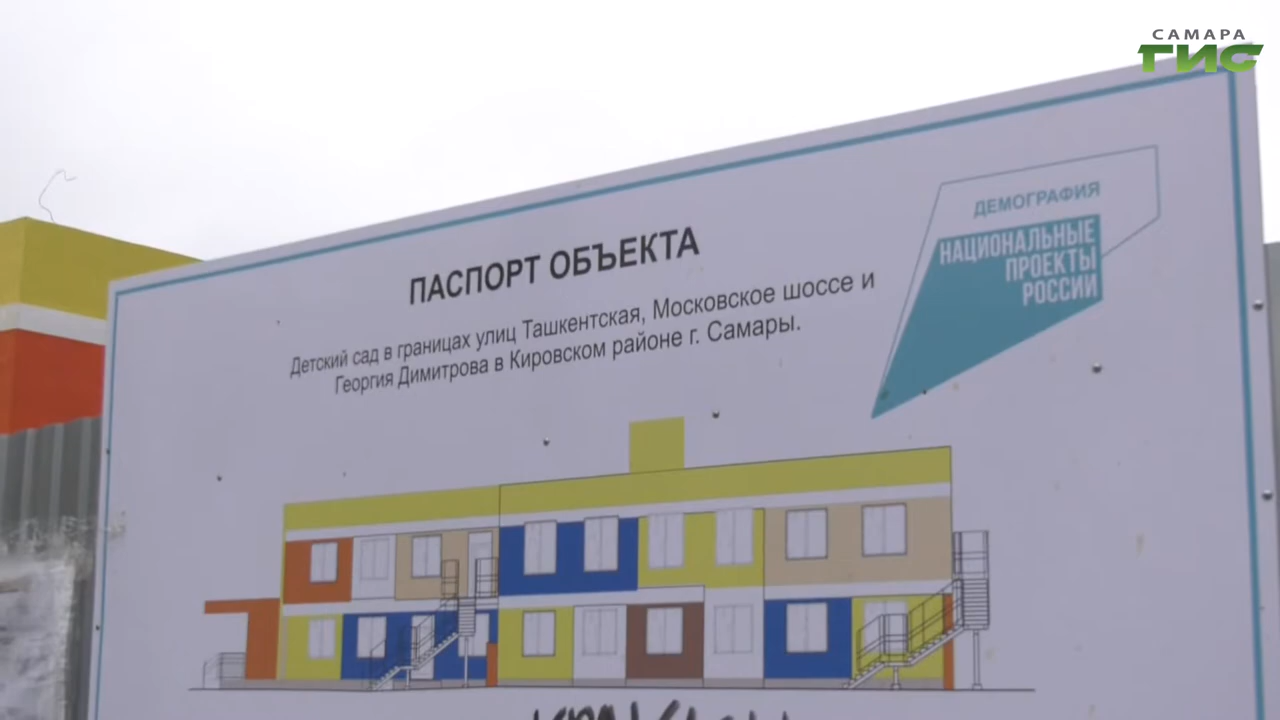 САМАРА
ГИС
ПАСПОРТ ОБЪЕКТА
Детский сад в границах улиц Ташкентская, Московское шоссе и
Георгия Димитрова в Кировском районе г. Самары.
ДЕМОГРАФИЯ
НАЦИОНАЛЬНЫЕ
ПРОЕКТЫ
РОССИИ